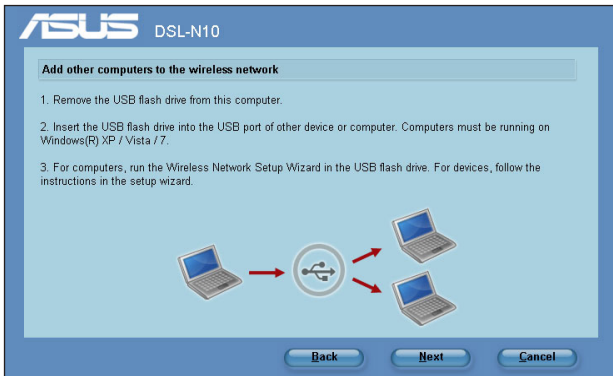 ASUS DSL-N10
Add other computers to the wireless network
1. Remove the USB flash drive from this computer.
2. Insert the USB flash drive into the USB port of other device or computer. Computers must be running on
Windows(R) XP / Vista / 7.
3. For computers, run the Wireless Network Setup Wizard in the USB flash drive. For devices, follow the
instructions in the setup wizard.
Back Next Cancel